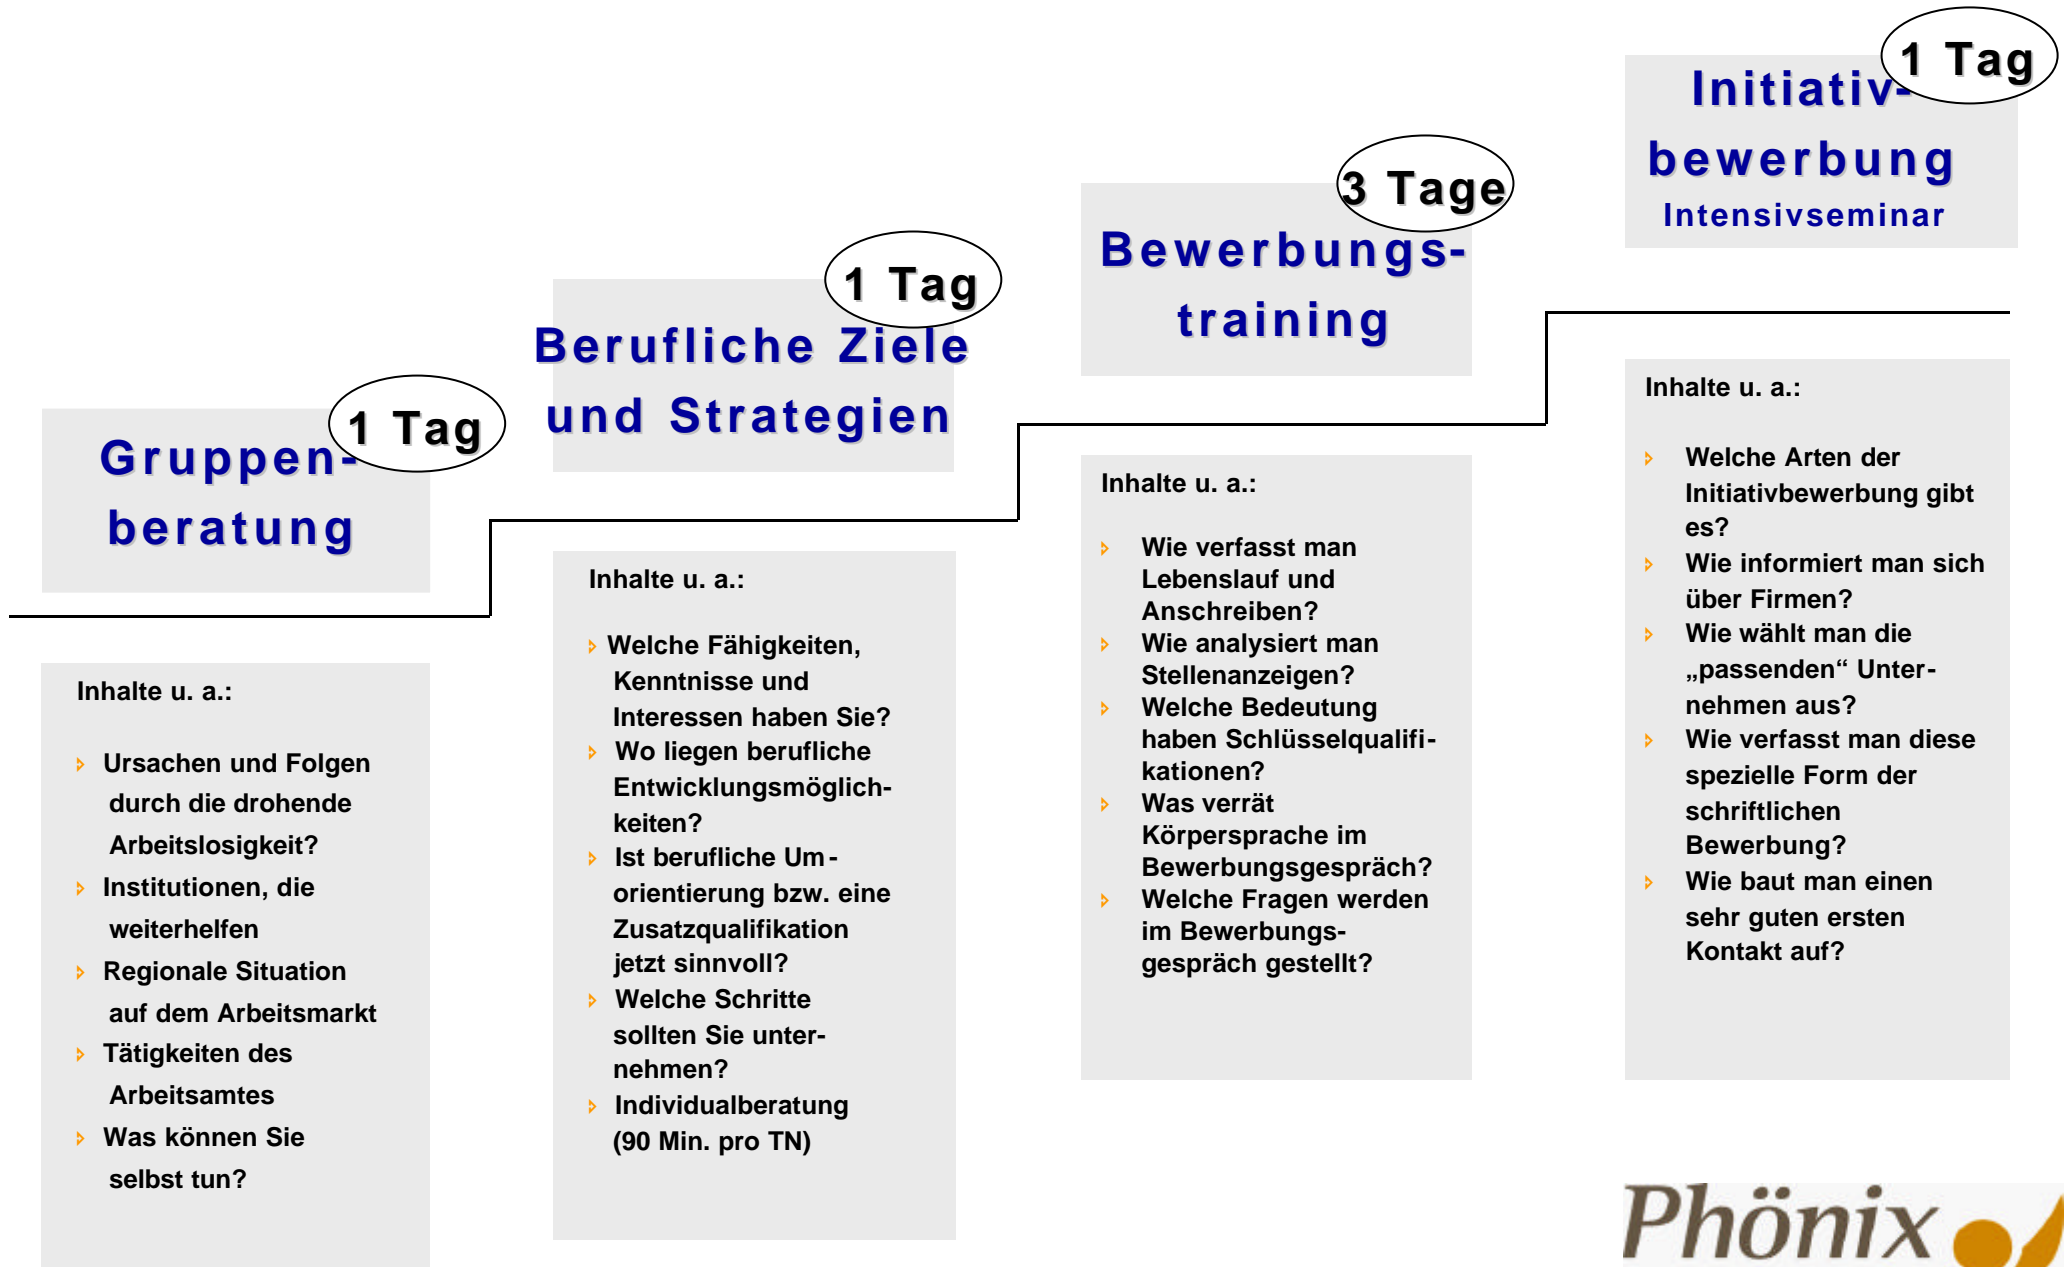 1 Tag
Gruppen-
beratung
Inhalte u. a.:
Ursachen und Folgen
durch die drohende
Arbeitslosigkeit?
Institutionen, die
weiterhelfen
Regionale Situation
auf dem Arbeitsmarkt
Tätigkeiten des
Arbeitsamtes
Was können Sie
selbst tun?
1 Tag
Berufliche Ziele
und Strategien
Inhalte u. a.:
Welche Fähigkeiten,
Kenntnisse und
Interessen haben Sie?
Wo liegen berufliche
Entwicklungsmöglich-
keiten?
Ist berufliche Um-
orientierung bzw. eine
Zusatzqualifikation
jetzt sinnvoll?
Welche Schritte
sollten Sie unter-
nehmen?
Individualberatung
(90 Min. pro TN)
3 Tage
Bewerbungs-
training
Inhalte u. a.:
Wie verfasst man
Lebenslauf und
Anschreiben?
Wie analysiert man
Stellenanzeigen?
Welche Bedeutung
haben Schlüsselqualifi-
kationen?
Was verrät
Körpersprache im
Bewerbungsgespräch?
Welche Fragen werden
im Bewerbungs-
gespräch gestellt?
1 Tag
Initiativ-
bewerbung
Intensivseminar
Inhalte u. a.:
Welche Arten der
Initiativbewerbung gibt
es?
Wie informiert man sich
über Firmen?
Wie wählt man die
„passenden“ Unter-
nehmen aus?
Wie verfasst man diese
spezielle Form der
schriftlichen
Bewerbung?
Wie baut man einen
sehr guten ersten
Kontakt auf?
Phönix